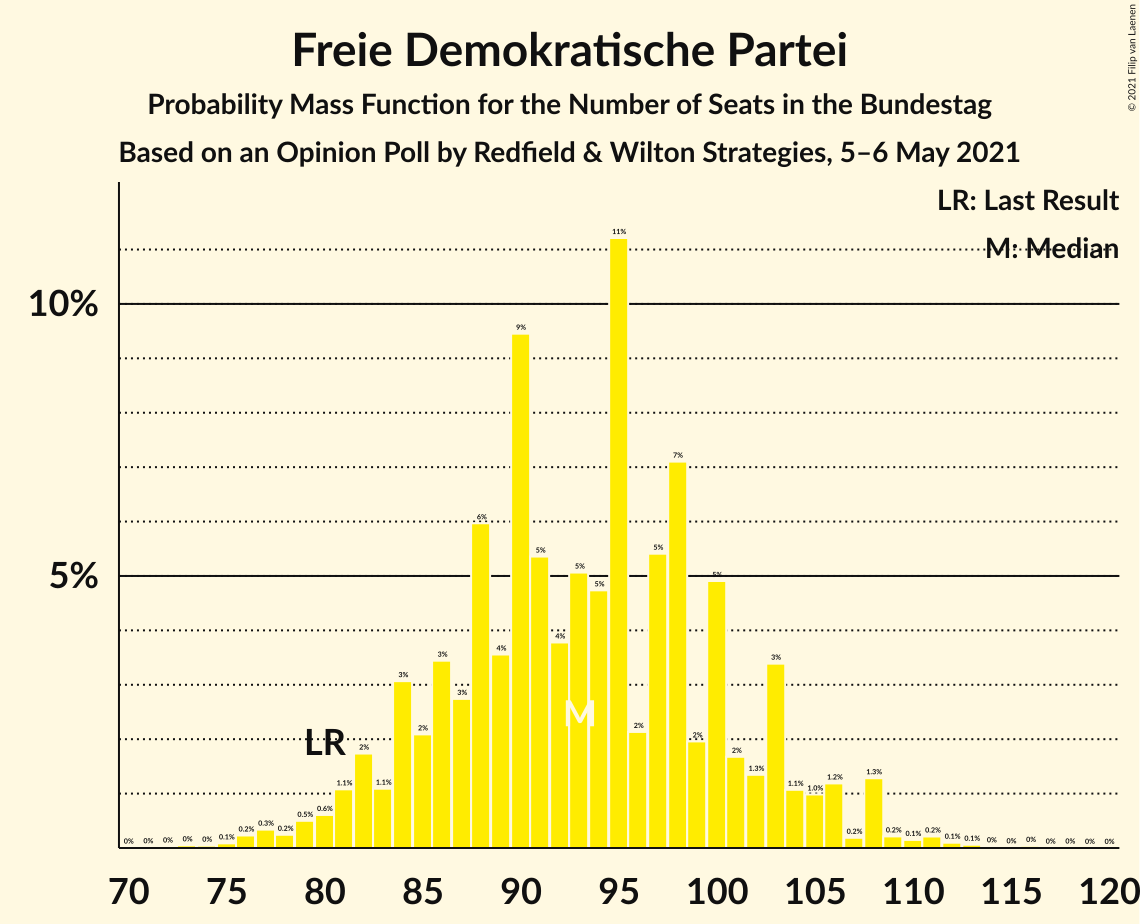 Freie Demokratische Partei
Probability Mass Function for the Number of Seats in the Bundestag
Based on an Opinion Poll by Redfield & Wilton Strategies, 5–6 May 2021
© 2021 Filip van Laenen
LR: Last Result
M: Median
10%
5%
0% 0% 0% 0% 0% 0.1% 0.2% 0.3% 0.2% 0.5% 0.6% 1.1% 2% 1.1% 3% 2% 3% 3% 6% 4% 9% 5% 4% 5% 5% 11% 2% 5% 7% 2% 5% 2% 1.3% 3% 1.1% 1.0% 1.2% 0.2% 1.3% 0.2% 0.1% 0.2% 0.1% 0.1% 0% 0% 0% 0% 0% 0% 0%
LR
M
70 75 80 85 90 95 100 105 110 115 120